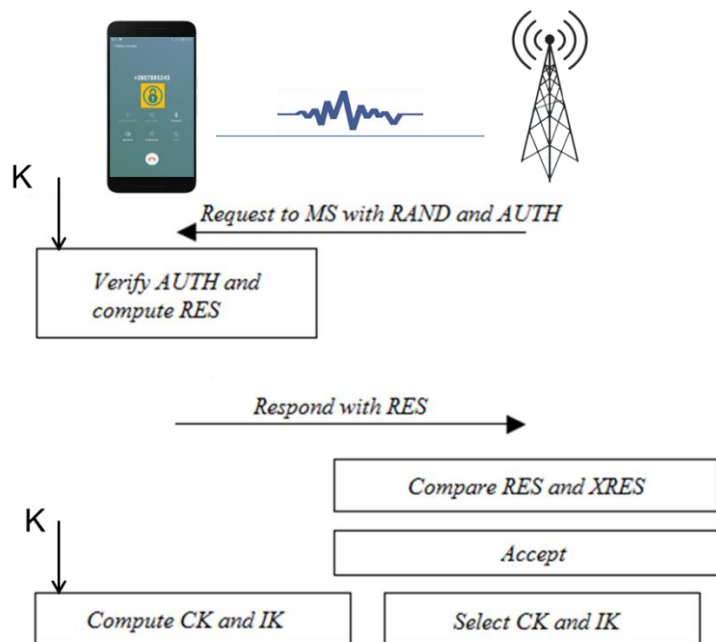 +3807885243
K
Request to MS with RAND and AUTH
Verify AUTH and
compute RES
Respond with RES
Compare RES and XRES
K
Accept
Compute CK and IK
Select CK and IK